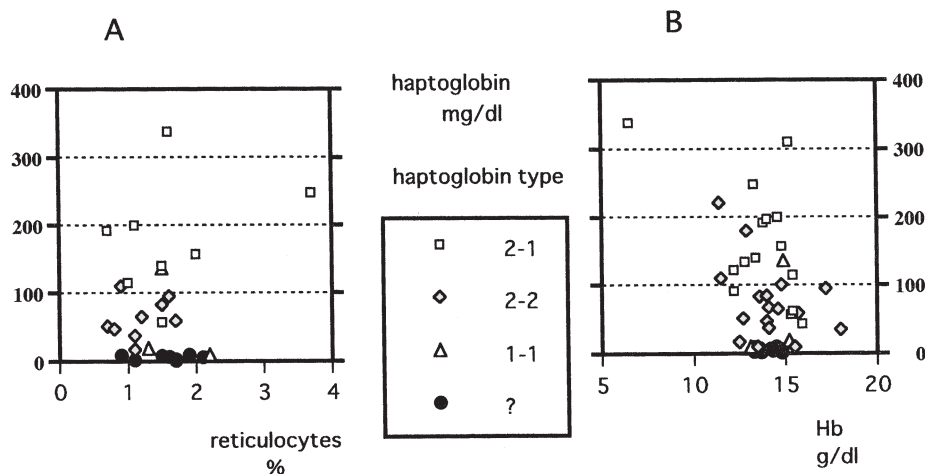 A
B
400
300
200
100
0
0 1 2 3 4
reticulocytes
%
haptoglobin
mg/dl
haptoglobin type
2-1
2-2
1-1
?
400
300
200
100
0
5 10 15 20
Hb
g/dl